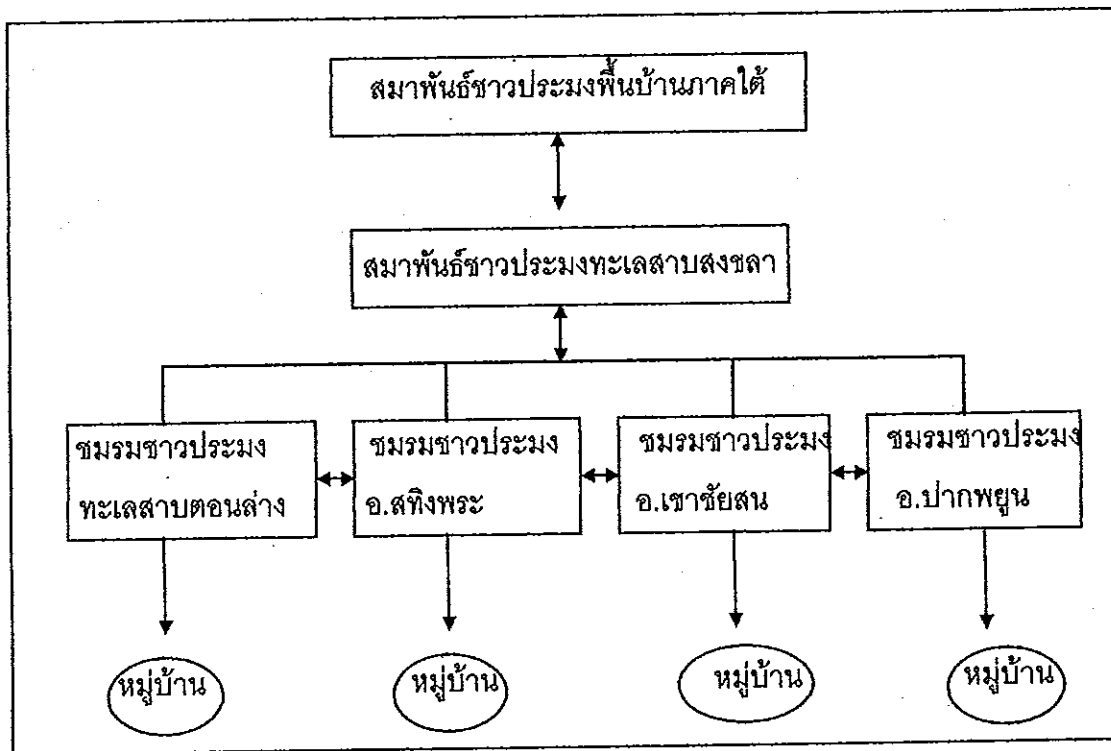 สมาพันธ์ชาวประมงพื้นบ้านภาคใต้
สมาพันธ์ชาวประมงทะเลสาบสงขลา
ชมรมชาวประมง
ทะเลสาบตอนล่าง
ชมรมชาวประมง
อ.สทิงพระ
ชมรมชาวประมง
อ.เขาชัยสน
ชมรมชาวประมง
อ.ปากพยูน
หมู่บ้าน
หมู่บ้าน
หมู่บ้าน
หมู่บ้าน